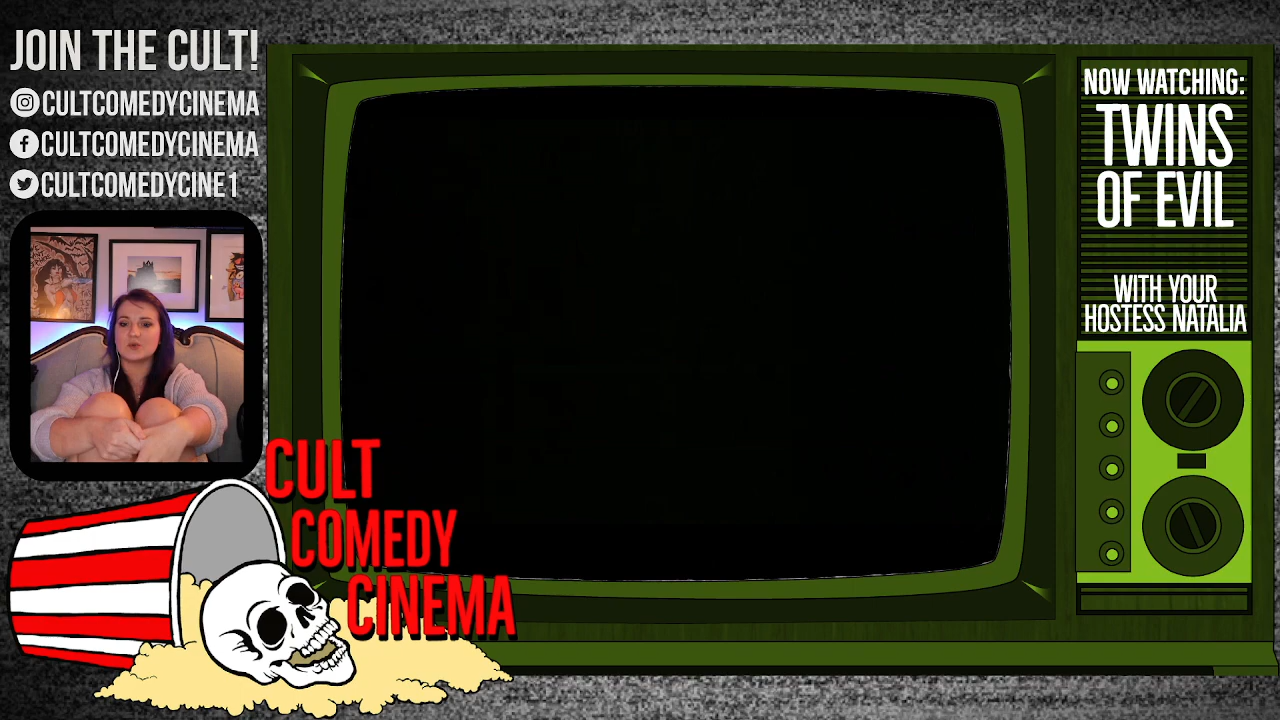 JOIN THE CULT!
CULTCOMEDYCINEMA
CULTCOMEDYCINEMA
CULTCOMEDYCINE1
CULT
COMEDY
CINEMA
NOW WATCHING:
TWINS
OF EVIL
WITH YOUR
HOSTESS NATALIA